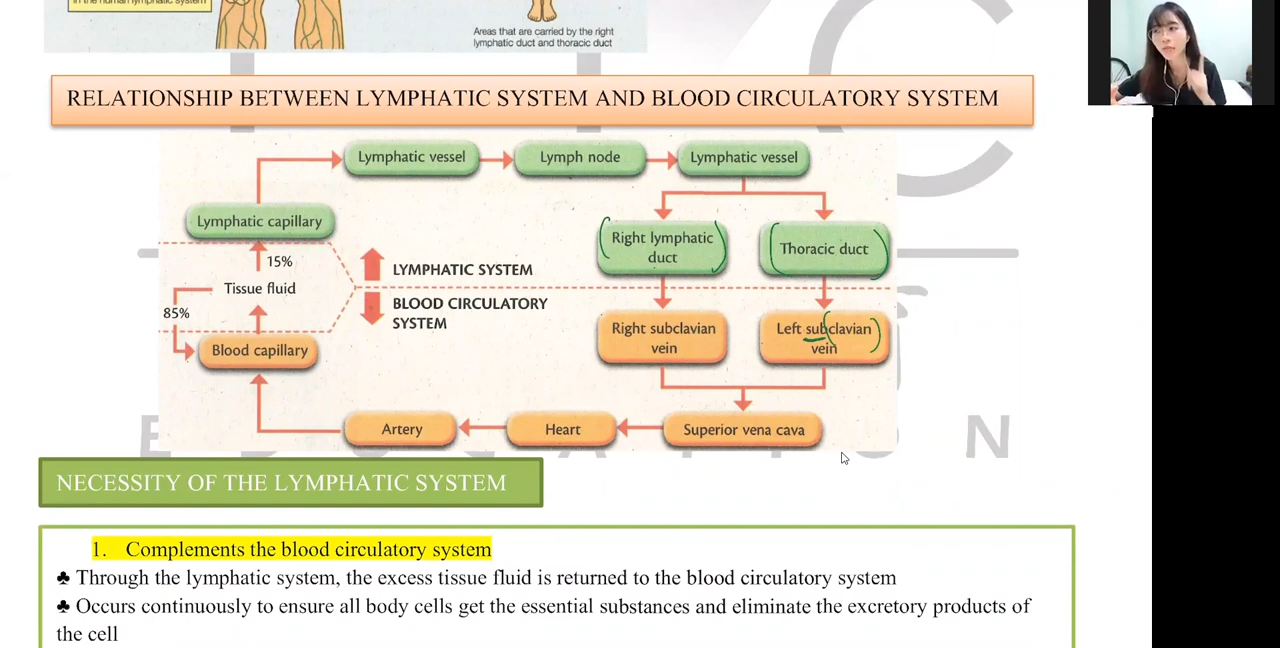 in the human lymphatic system
Areas that are carried by the right
lymphatic duct and thoracic duct
RELATIONSHIP BETWEEN LYMPHATIC SYSTEM AND BLOOD CIRCULATORY SYSTEM
Lymphatic vessel
Lymph node
Lymphatic vessel
Lymphatic capillary
Right lymphatic
duct
Thoracic duct
15%
Tissue fluid
85%
LYMPHATIC SYSTEM
BLOOD CIRCULATORY
SYSTEM
Right subclavian
vein
Left subclavian
vein
Blood capillary
Artery
Heart
Superior vena cava
NECESSITY OF THE LYMPHATIC SYSTEM
1. Complements the blood circulatory system
♣ Through the lymphatic system, the excess tissue fluid is returned to the blood circulatory system
♣ Occurs continuously to ensure all body cells get the essential substances and eliminate the excretory products of
the cell